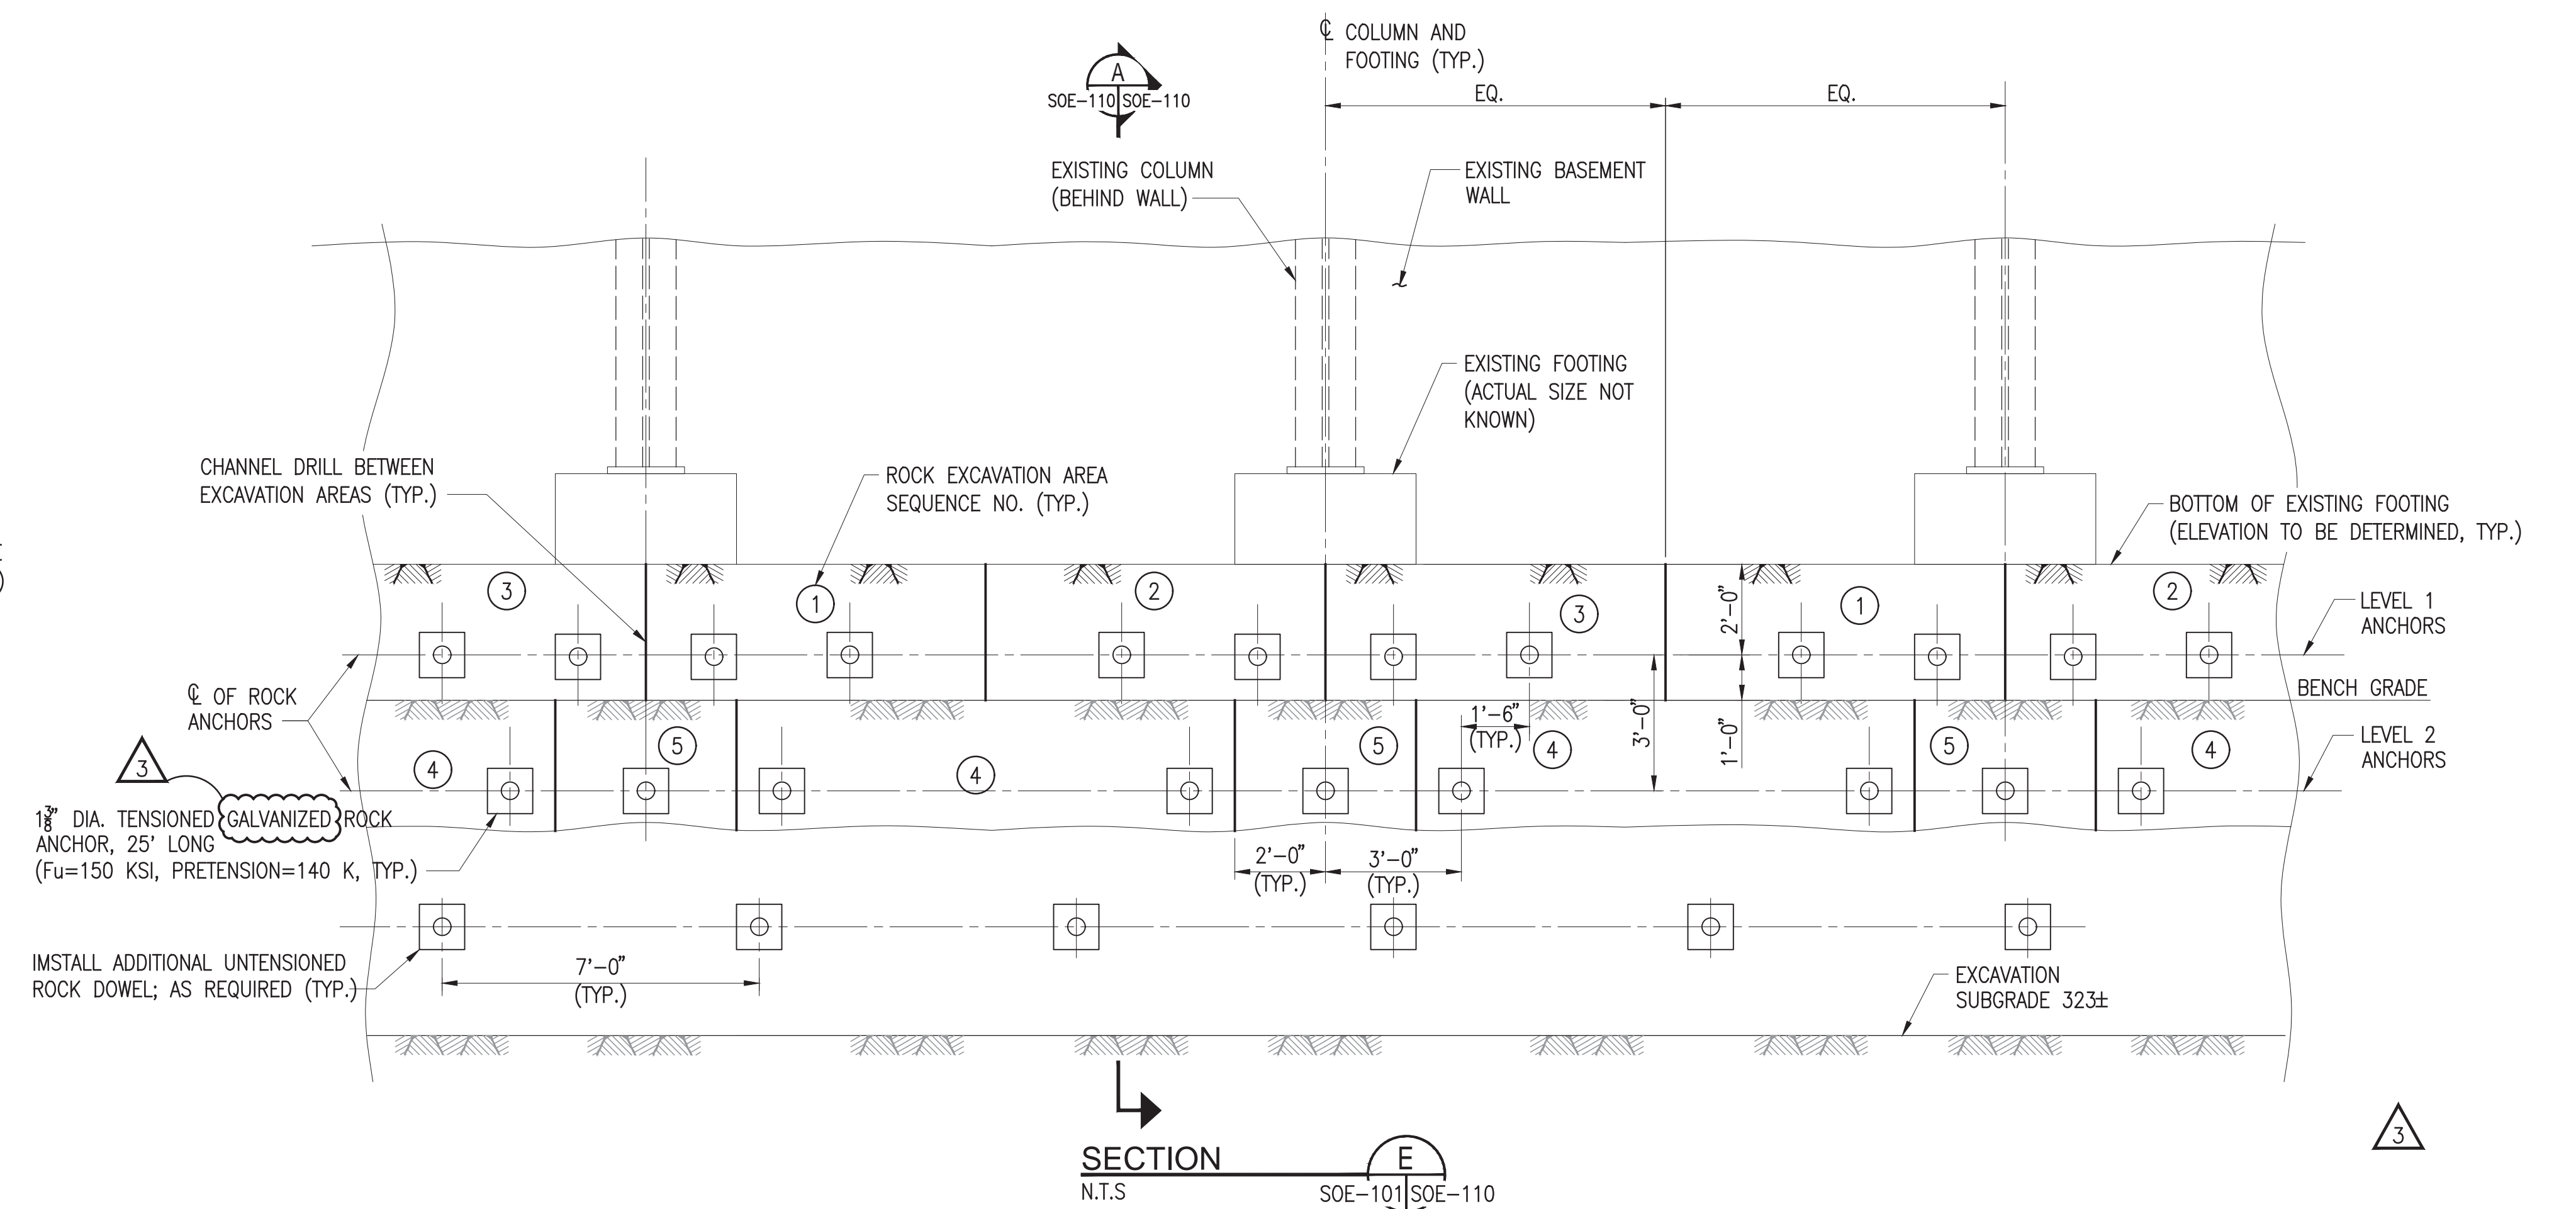 ℄ COLUMN AND
FOOTING (TYP.)
A
SOE-110 SOE-110
EQ.
EQ.
EXISTING COLUMN
(BEHIND WALL)
EXISTING BASEMENT
WALL
EXISTING FOOTING
(ACTUAL SIZE NOT
KNOWN)
CHANNEL DRILL BETWEEN
EXCAVATION AREAS (TYP.)
ROCK EXCAVATION AREA
SEQUENCE NO. (TYP.)
BOTTOM OF EXISTING FOOTING
(ELEVATION TO BE DETERMINED, TYP.)
3
1
2
3
1
2
2'-0"
LEVEL 1
ANCHORS
℄ OF ROCK
ANCHORS
BENCH GRADE
1'-6"
(TYP.)
3'-0"
1'-0"
4
5
4
5
4
5
4
LEVEL 2
ANCHORS
3
1⅜" DIA. TENSIONED GALVANIZED ROCK
ANCHOR, 25' LONG
(Fu=150 KSI, PRETENSION=140 K, TYP.)
2'-0"
(TYP.)
3'-0"
(TYP.)
IMSTALL ADDITIONAL UNTENSIONED
ROCK DOWEL; AS REQUIRED (TYP.)
7'-0"
(TYP.)
EXCAVATION
SUBGRADE 323±
3
SECTION
N.T.S
E
SOE-101 SOE-110